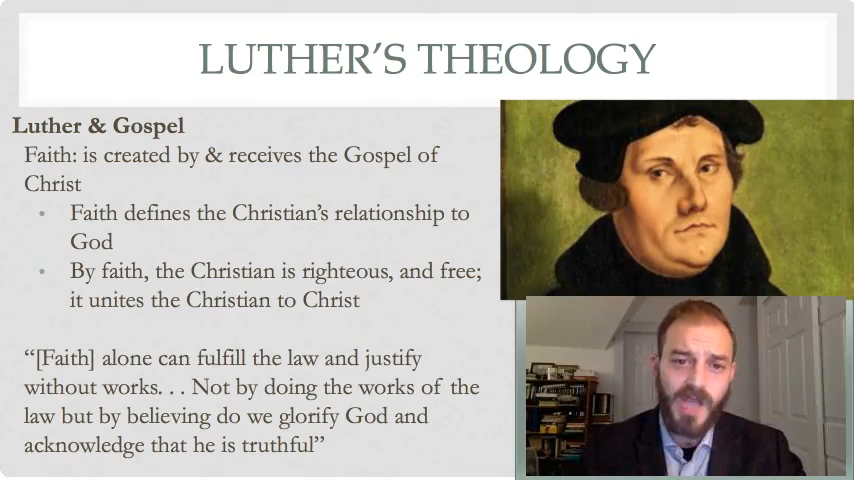 LUTHER’S THEOLOGY
Luther & Gospel
Faith: is created by & receives the Gospel of
Christ
• Faith defines the Christian’s relationship to
God
• By faith, the Christian is righteous, and free;
it unites the Christian to Christ
“[Faith] alone can fulfill the law and justify
without works. . . Not by doing the works of the
law but by believing do we glorify God and
acknowledge that he is truthful”